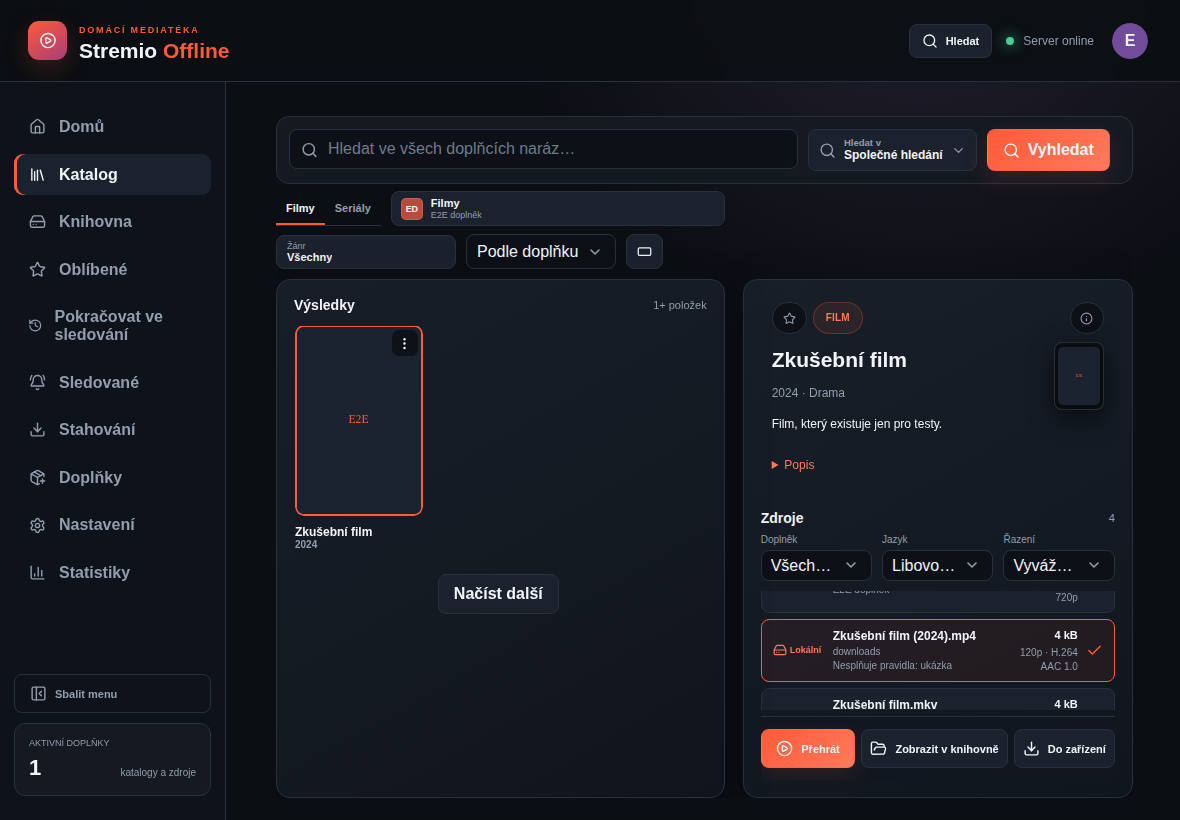 DOMÁCÍ MEDIATÉKA
Stremio Offline
Hledat
Server online
E
Domů
Katalog
Knihovna
Oblíbené
Pokračovat ve
sledování
Sledované
Stahování
Doplňky
Nastavení
Statistiky
Sbalit menu
AKTIVNÍ DOPLŇKY
1
katalogy a zdroje
Hledat ve všech doplňcích naráz…
Hledat v
Společné hledání
Vyhledat
Filmy
Seriály
ED
Filmy
E2E doplněk
Žánr
Všechny
Podle doplňku
Výsledky
1+ položek
E2E
Zkušební film
2024
Načíst další
FILM
Zkušební film
2024 · Drama
E2E
Film, který existuje jen pro testy.
Popis
Zdroje
4
Doplněk
Jazyk
Řazení
Všech…
Libovo…
Vyváž…
E2E doplněk
720p
Lokální
Zkušební film (2024).mp4
4 kB
downloads
120p · H.264
Nesplňuje pravidla: ukázka
AAC 1.0
Zkušební film.mkv
4 kB
Přehrát
Zobrazit v knihovně
Do zařízení